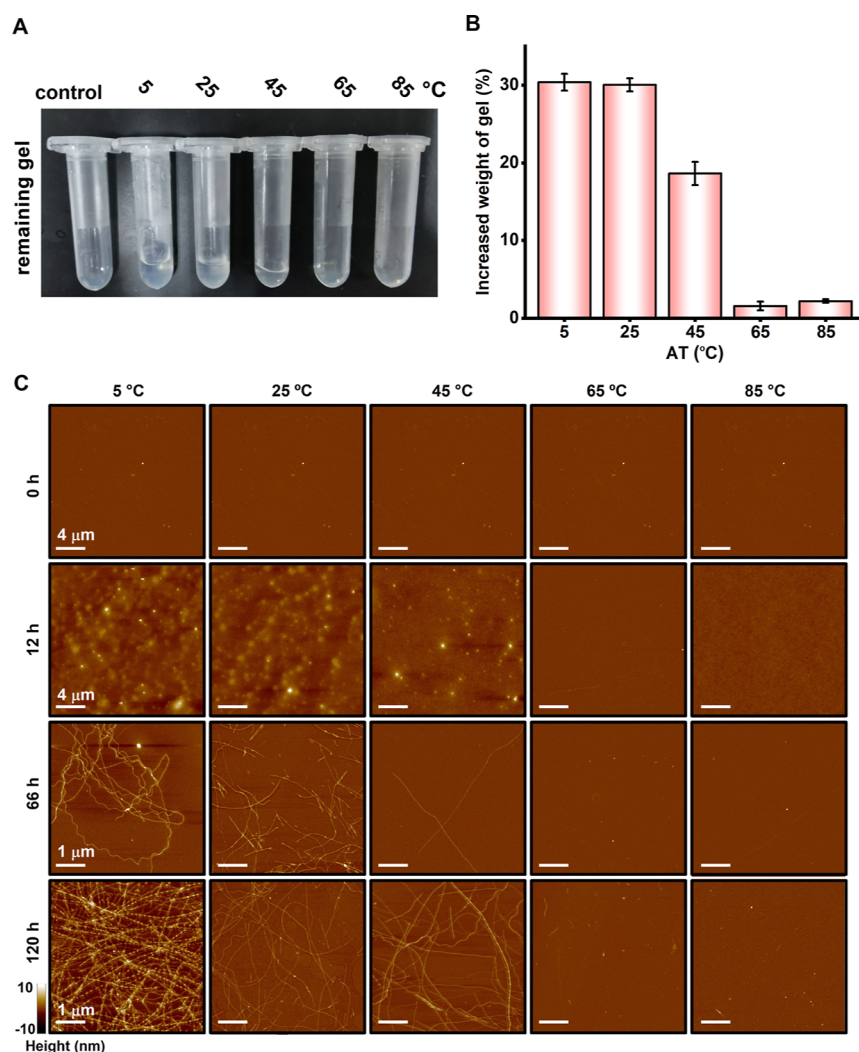 A
control 5 25 45 65 85 °C
remaining gel
B
Increased weight of gel (%)
30
20
10
0
5 25 45 65 85
AT (°C)
C
5 °C 25 °C 45 °C 65 °C 85 °C
0 h
4 μm
12 h
4 μm
66 h
1 μm
120 h
1 μm
10
-10
Height (nm)